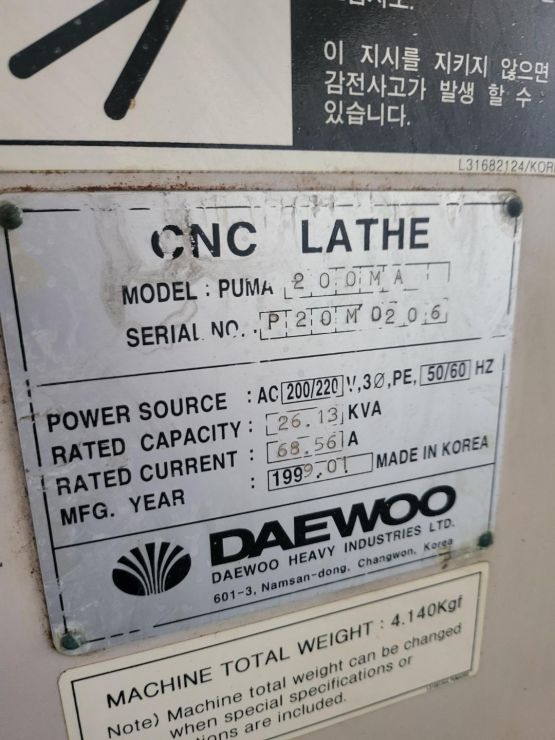 이 지시를 지키지 않으면
감전사고가 발생 할 수
있습니다.
L31682124/KOR
CNC LATHE
MODEL : PUMA 200MA
SERIAL NO. P20M0206
POWER SOURCE : AC 200/220 V,3Ø,PE, 50/60 HZ
RATED CAPACITY : 26.13 KVA
RATED CURRENT : 68.56 A
MFG. YEAR : 1999.01 MADE IN KOREA
DAEWOO
DAEWOO HEAVY INDUSTRIES LTD.
601-3, Namsan-dong, Changwon, Korea
MACHINE TOTAL WEIGHT : 4.140Kgf
Note) Machine total weight can be changed
when special specifications or
are included.